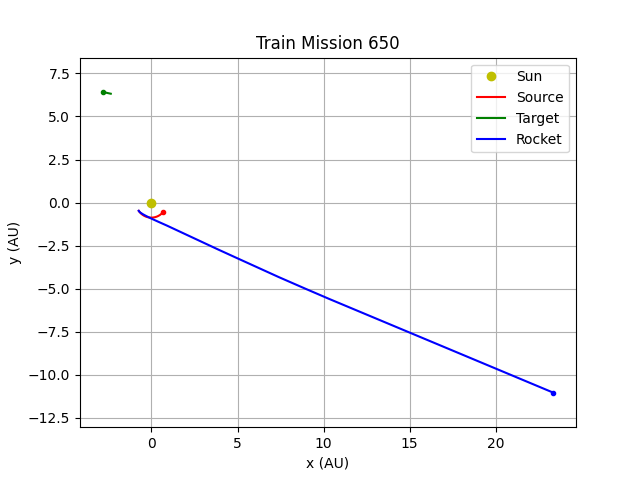 Train Mission 650
Sun
Source
Target
Rocket
7.5
5.0
2.5
0.0
−2.5
−5.0
−7.5
−10.0
−12.5
y (AU)
0 5 10 15 20
x (AU)